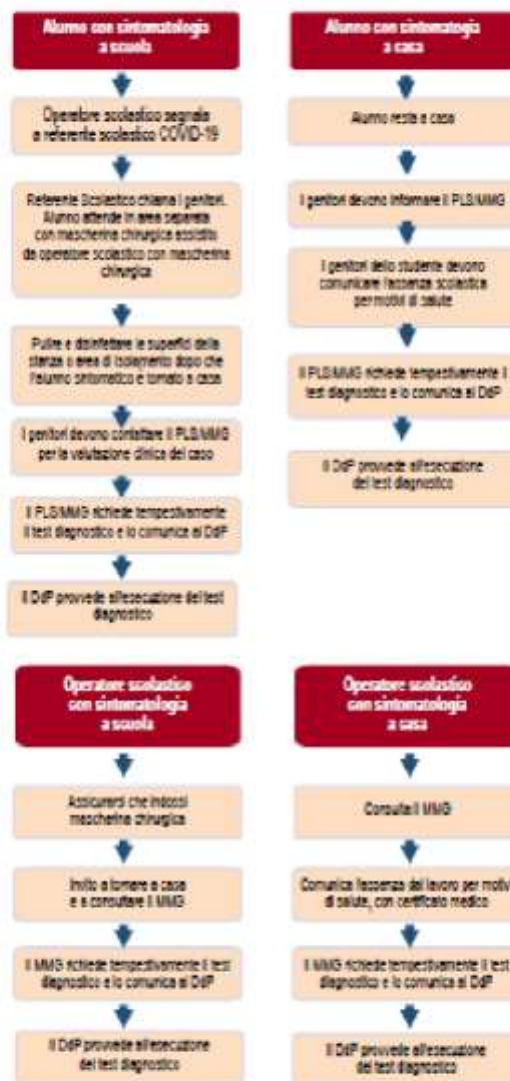 Alunno con sintomatologia
a scuola
Operatore scolastico segnala
a referente scolastico COVID-19
Referente Scolastico chiama i genitori.
Alunno attende in area separata
con mascherina chirurgica assistito
da operatore scolastico con mascherina
chirurgica
Pulire e disinfettare le superfici della
stanza o area di isolamento dopo che
l'alunno sintomatico è tornato a casa
I genitori devono contattare il PLS/MMG
per la valutazione clinica del caso
Il PLS/MMG richiede tempestivamente
il test diagnostico e lo comunica al DdP
Il DdP provvede all'esecuzione del test
diagnostico
Alunno con sintomatogia
a casa
Alunno resta a casa
I genitori devono informare il PLS/MMG
I genitori dello studente devono
comunicare l'assenza scolastica
per motivi di salute
Il PLS/MMG richiede tempestivamente il
test diagnostico e lo comunica al DdP
Il DdP provvede all'esecuzione
del test diagnostico
Operatore scolastico
con sintomatologia
a scuola
Assicurarsi che indossi
mascherina chirurgica
Invito a tornare a casa
e a consultare il MMG
Il MMG richiede tempestivamente il test
diagnostico e lo comunica al DdP
Il DdP provvede all'esecuzione
del test diagnostico
Operatore scolastico
con sintomatologia
a casa
Consulta il MMG
Comunica l'assenza dal lavoro per motivi
di salute, con certificato medico
Il MMG richiede tempestivamente il test
diagnostico e lo comunica al DdP
Il DdP provvede all'esecuzione
del test diagnostico